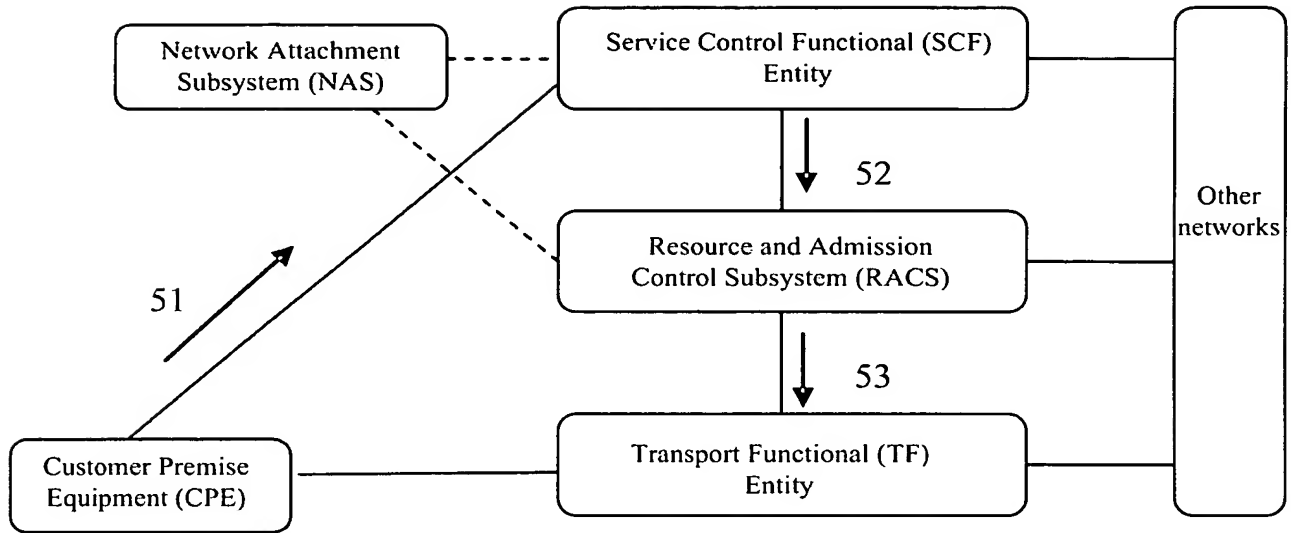 Network Attachment
Subsystem (NAS)
Service Control Functional (SCF)
Entity
52
Other
networks
Resource and Admission
Control Subsystem (RACS)
51
53
Customer Premise
Equipment (CPE)
Transport Functional (TF)
Entity